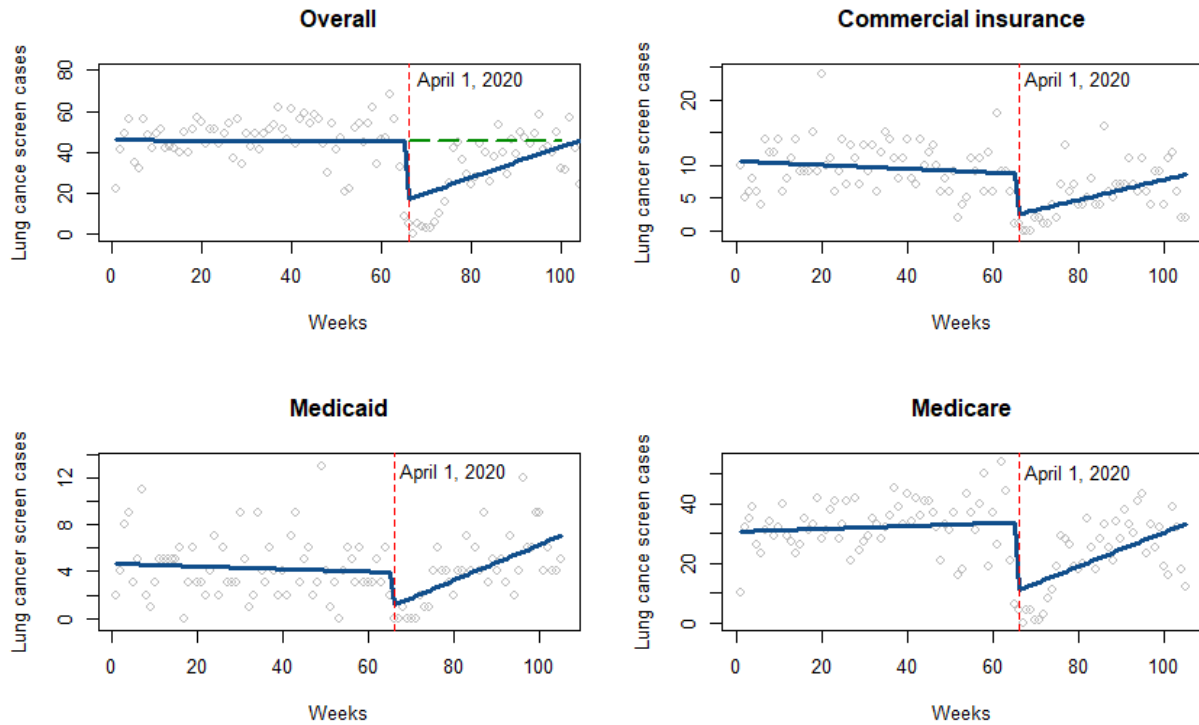 Overall
Lung cance screen cases
80
60
40
20
0
April 1, 2020
0 20 40 60 80 100
Weeks
Commercial insurance
Lung cancer screen cases
20
15
10
5
0
April 1, 2020
0 20 40 60 80 100
Weeks
Medicaid
Lung cancer screen cases
12
8
4
0
April 1, 2020
0 20 40 60 80 100
Weeks
Medicare
Lung cancer screen cases
40
20
0
April 1, 2020
0 20 40 60 80 100
Weeks